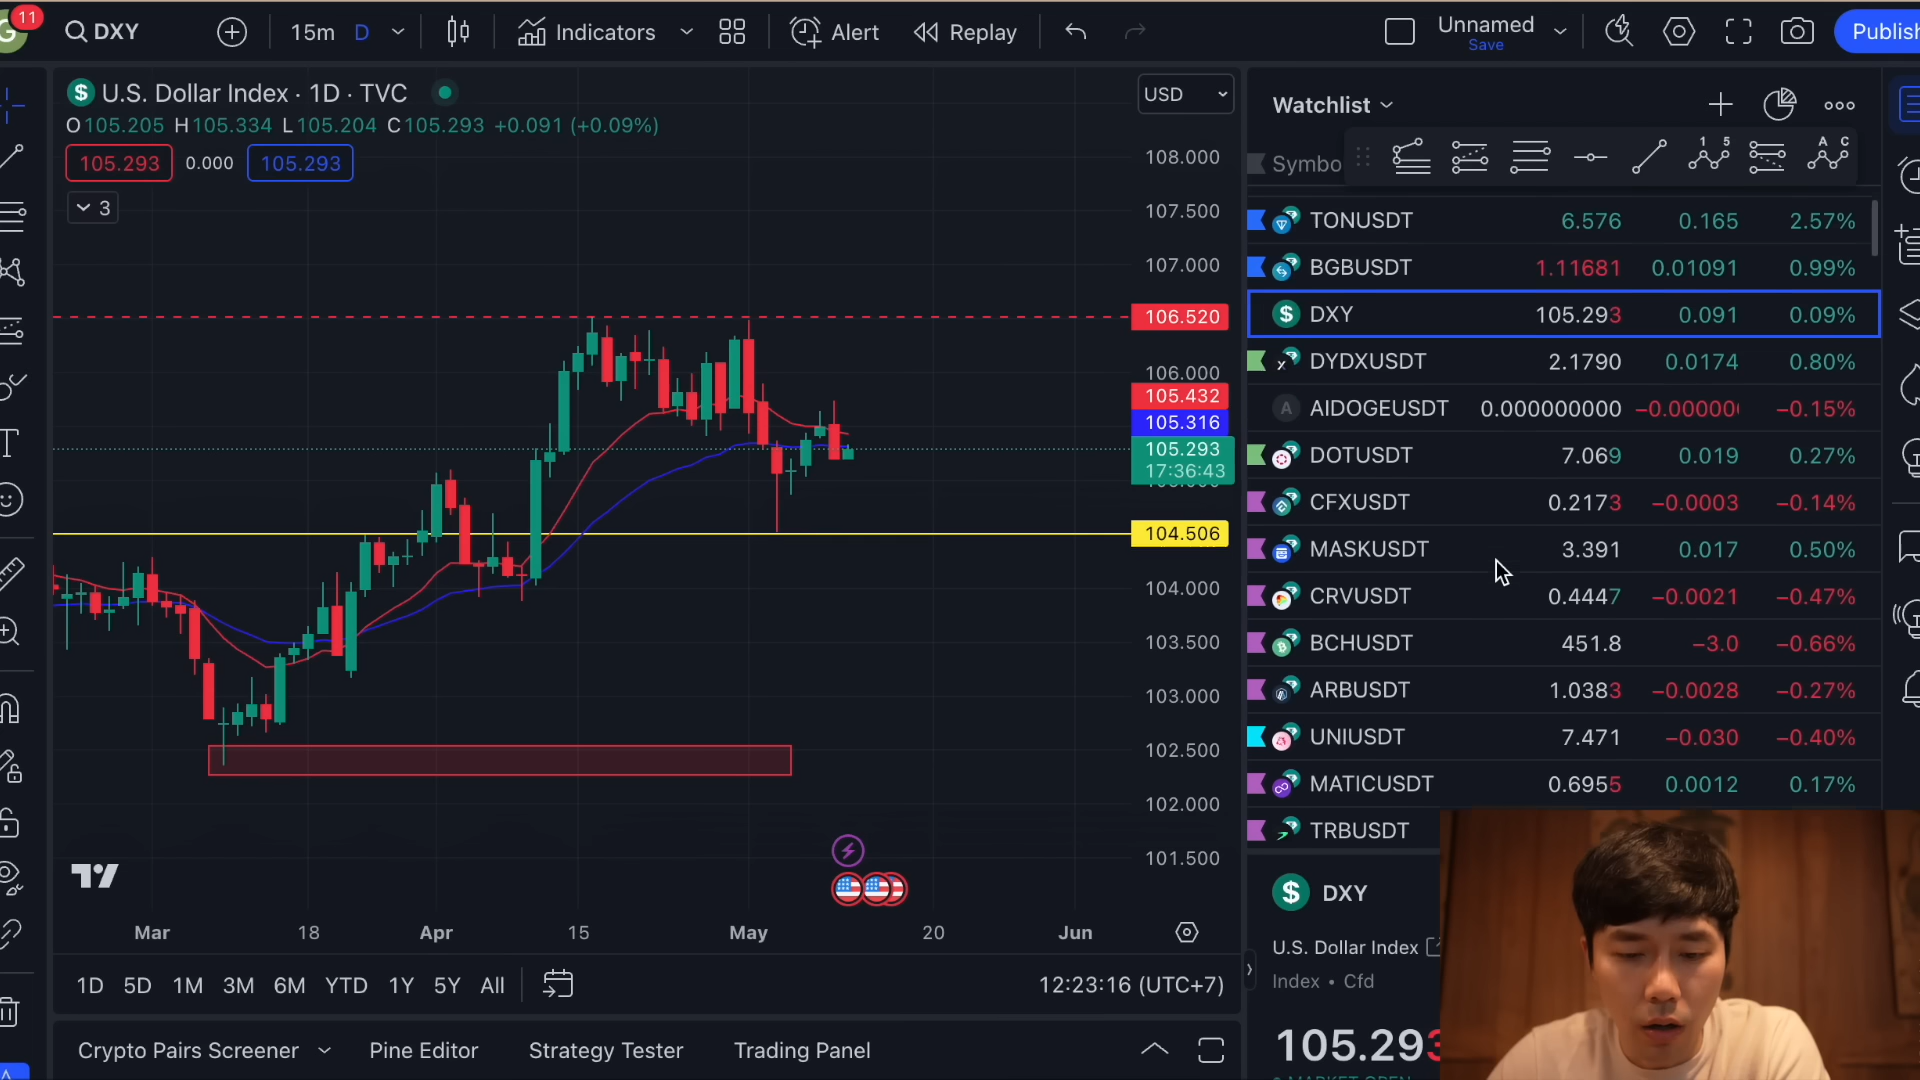 11
DXY
15m
D
Indicators
Alert
Replay
Unnamed
Save
Publish
U.S. Dollar Index · 1D · TVC
O105.205 H105.334 L105.204 C105.293 +0.091 (+0.09%)
105.293 0.000 105.293
3
USD
108.000
107.500
107.000
106.520
106.000
105.432
105.316
105.293
17:36:43
104.506
104.000
103.500
103.000
102.500
102.000
101.500
Mar 18 Apr 15 May 20 Jun
1D 5D 1M 3M 6M YTD 1Y 5Y All
12:23:16 (UTC+7)
Crypto Pairs Screener Pine Editor Strategy Tester Trading Panel
Watchlist
1 5 A C
Symbo
TONUSDT 6.576 0.165 2.57%
BGBUSDT 1.11681 0.01091 0.99%
DXY 105.293 0.091 0.09%
DYDXUSDT 2.1790 0.0174 0.80%
A AIDOGEUSDT 0.000000000 −0.000000 −0.15%
DOTUSDT 7.069 0.019 0.27%
CFXUSDT 0.2173 −0.0003 −0.14%
MASKUSDT 3.391 0.017 0.50%
CRVUSDT 0.4447 −0.0021 −0.47%
BCHUSDT 451.8 −3.0 −0.66%
ARBUSDT 1.0383 −0.0028 −0.27%
UNIUSDT 7.471 −0.030 −0.40%
MATICUSDT 0.6955 0.0012 0.17%
TRBUSDT
DXY
U.S. Dollar Index
Index • Cfd
105.293